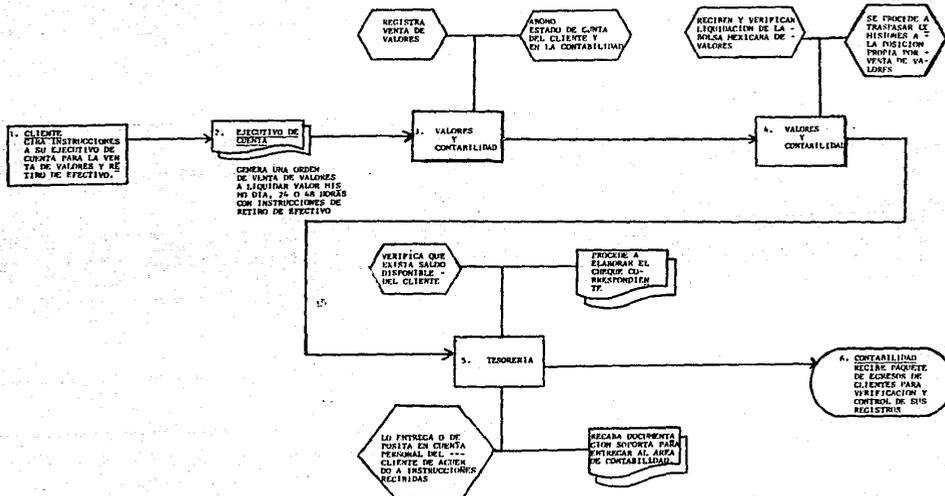 REGISTRA
VENTA DE
VALORES
ABONO
ESTADO DE CUNTA
DEL CLIENTE Y
EN LA CONTABILIDAD
RECIBEN Y VERIFICAN
LIQUIDACION DE LA -
BOLSA MEXICANA DE -
VALORES
SE PROCEDE A
TRASPASAR
MISIONES A
LA POSICION
PROPIA POR -
VENTA DE VA-
LORES
1. CLIENTE
GIRA INSTRUCCIONES
A SU EJECUTIVO DE
CUENTA PARA LA VEN
TA DE VALORES Y RE
TIRO DE EFECTIVO.
2. EJECUTIVO DE
CUENTA
GENERA UNA ORDEN
DE VENTA DE VALORES
A LIQUIDAR VALOR MIS
MO DIA, 24 O 48 HORAS
CON INSTRUCCIONES DE
RETIRO DE EFECTIVO
3. VALORES
Y
CONTABILIDAD
4. VALORES
Y
CONTABILIDAD
VERIFICA QUE
EXISTA SALDO
DISPONIBLE -
DEL CLIENTE
PROCEDE A
ELABORAR EL
CHEQUE CO-
RRESPONDIEN
TE.
5. TESORERIA
6. CONTABILIDAD
RECIBE PAQUETE
DE EGRESOS DE
CLIENTES PARA
VERIFICACION Y
CONTROL DE SUS
REGISTROS
LO ENTREGA O DE
POSITA EN CUENTA
PERSONAL DEL ---
CLIENTE DE ACUER
DO A INSTRUCCIONES
RECIBIDAS
RECABA DOCUMENTA
CION SOPORTA PARA
ENTREGAR AL AREA
DE CONTABILIDAD.